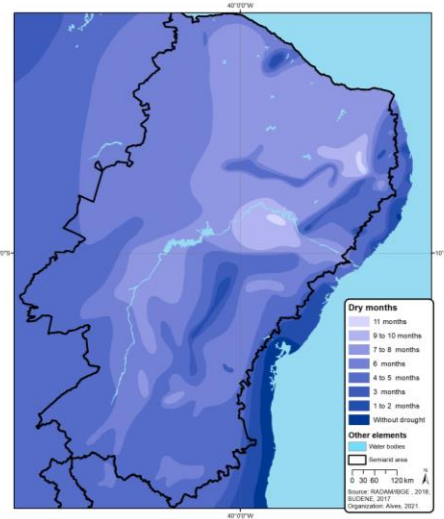 40°0'0"W
0°S
10°
Dry months
11 months
9 to 10 months
7 to 8 months
6 months
4 to 5 months
3 months
1 to 2 months
Without drought
Other elements
Water bodies
Semiarid area
N
0 30 60 120 km
Source: RADAM/IBGE , 2018;
SUDENE, 2017
Organization: Alves, 2021
40°0'0"W